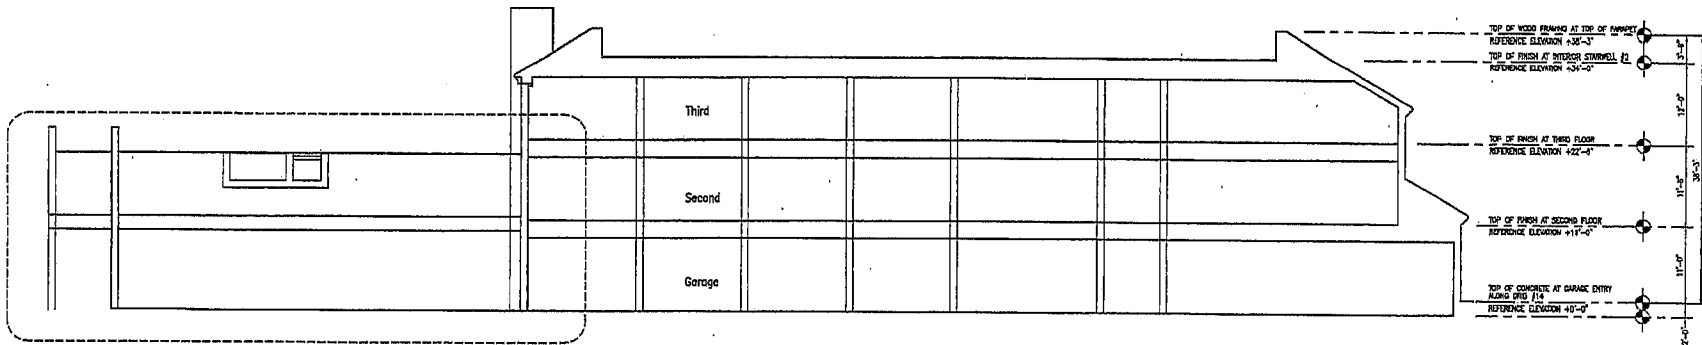 Third
Second
Garage
TOP OF WOOD FRAMING AT TOP OF PARAPET
REFERENCE ELEVATION +38'-3"
TOP OF FINISH AT INTERIOR STAIRWELL #2
REFERENCE ELEVATION +34'-0"
TOP OF FINISH AT THIRD FLOOR
REFERENCE ELEVATION +22'-6"
TOP OF FINISH AT SECOND FLOOR
REFERENCE ELEVATION +11'-0"
TOP OF CONCRETE AT GARAGE ENTRY
ALONG GRID #14
REFERENCE ELEVATION +0'-0"
12'-0"
11'-6"
38'-3"
11'-0"
2'-0"